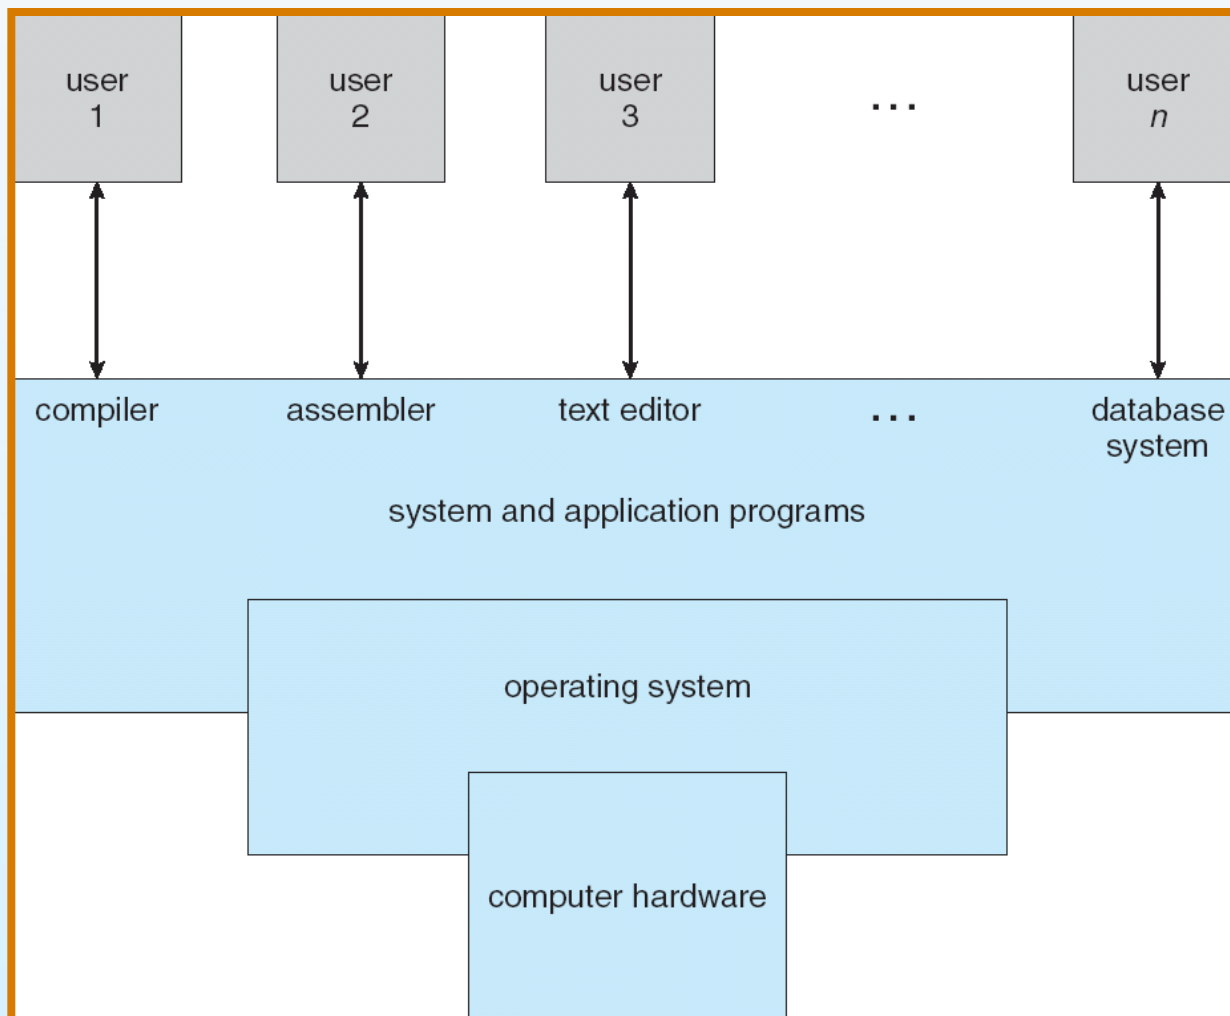 user
1
user
2
user
3
...
user
n
compiler
assembler
text editor
...
database
system
system and application programs
operating system
computer hardware